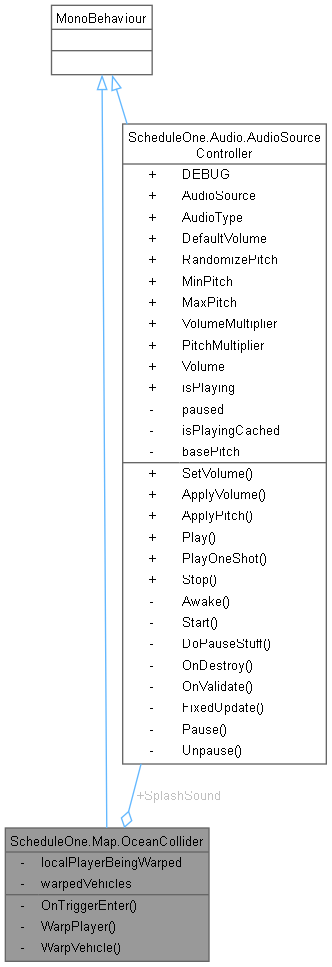 MonoBehaviour
ScheduleOne.Audio.AudioSource
Controller
+ DEBUG
+ AudioSource
+ AudioType
+ DefaultVolume
+ RandomizePitch
+ MinPitch
+ MaxPitch
+ VolumeMultiplier
+ PitchMultiplier
+ Volume
+ isPlaying
- paused
- isPlayingCached
- basePitch
+ SetVolume()
+ ApplyVolume()
+ ApplyPitch()
+ Play()
+ PlayOneShot()
+ Stop()
- Awake()
- Start()
- DoPauseStuff()
- OnDestroy()
- OnValidate()
- FixedUpdate()
- Pause()
- Unpause()
+SplashSound
ScheduleOne.Map.OceanCollider
- localPlayerBeingWarped
- warpedVehicles
- OnTriggerEnter()
- WarpPlayer()
- WarpVehicle()